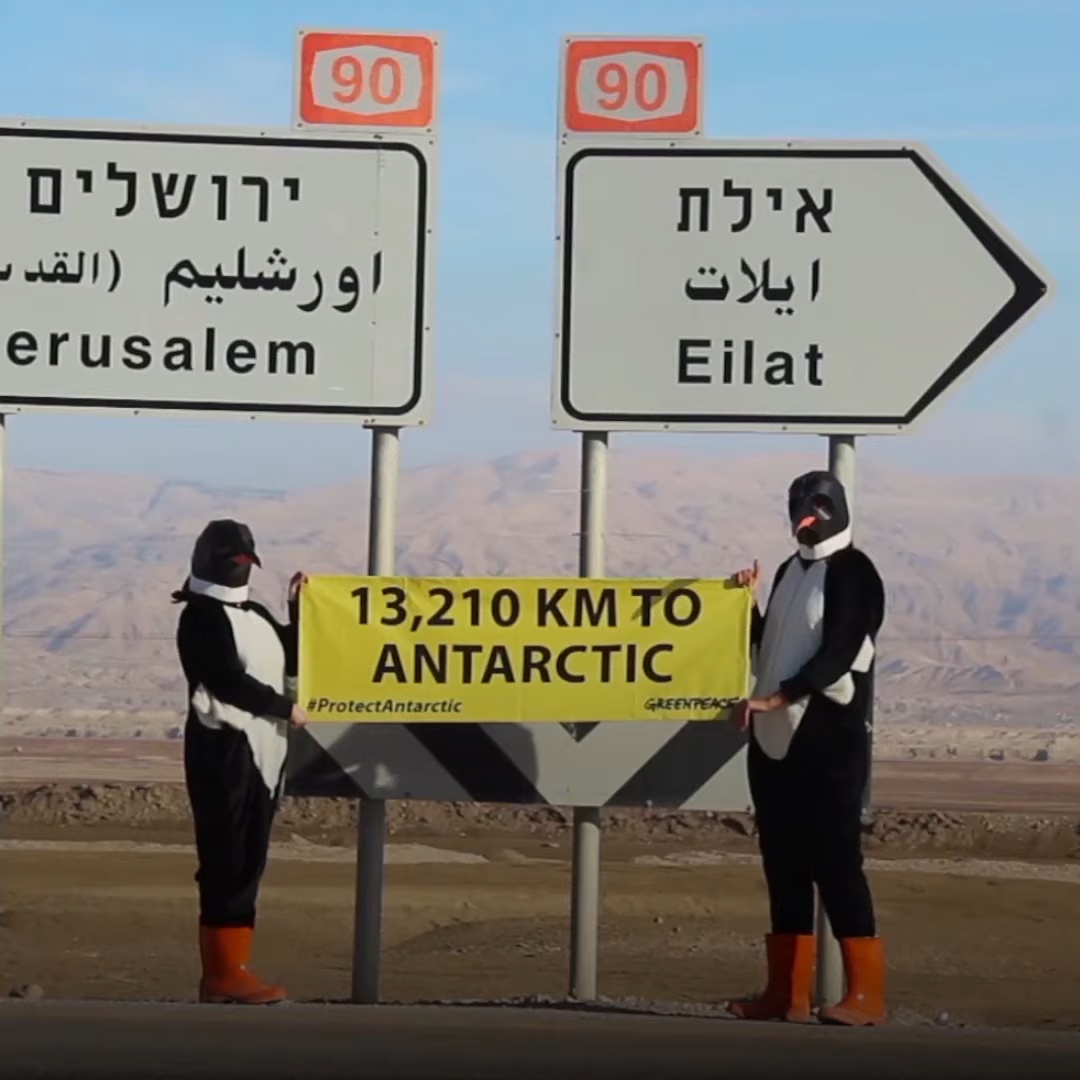 90
ירושלים
اورشليم (القدس
erusalem
90
אילת
ايلات
Eilat
13,210 KM TO
ANTARCTIC
#ProtectAntarctic
GREENPEACE